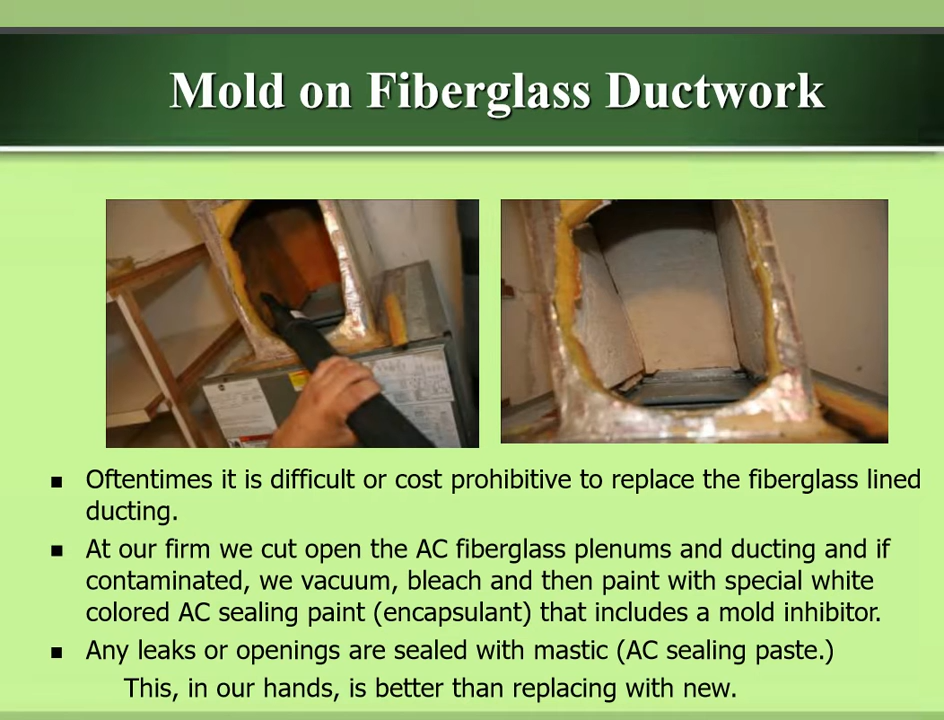 Mold on Fiberglass Ductwork
▪ Oftentimes it is difficult or cost prohibitive to replace the fiberglass lined
ducting.
▪ At our firm we cut open the AC fiberglass plenums and ducting and if
contaminated, we vacuum, bleach and then paint with special white
colored AC sealing paint (encapsulant) that includes a mold inhibitor.
▪ Any leaks or openings are sealed with mastic (AC sealing paste.)
This, in our hands, is better than replacing with new.